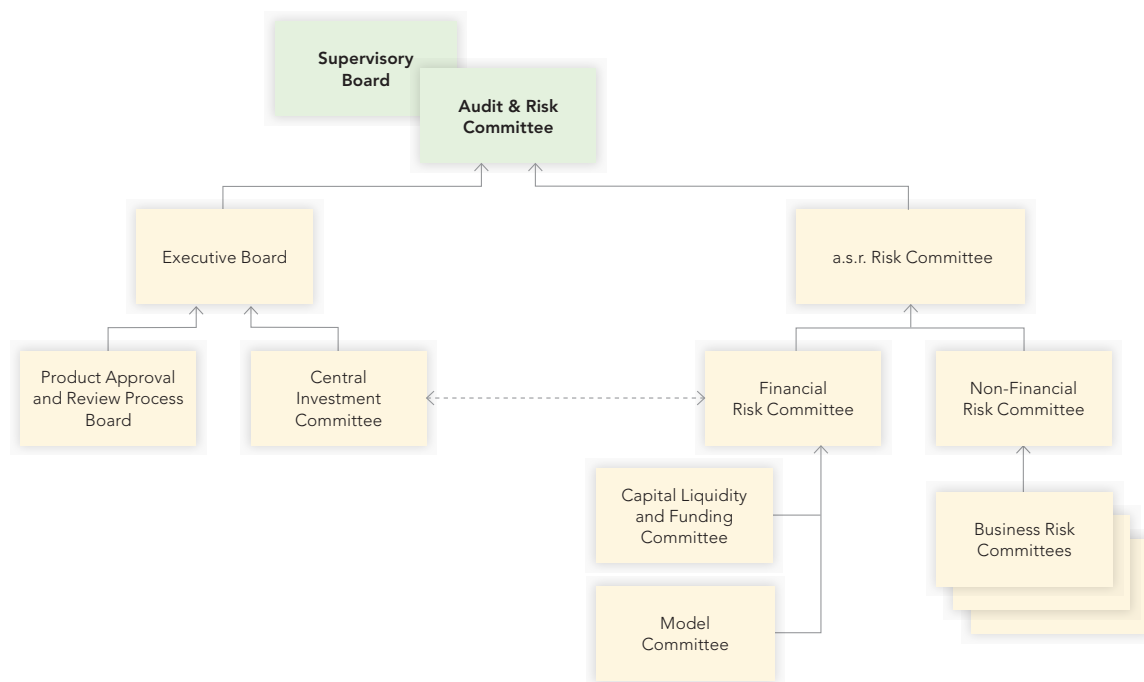 Supervisory
Board
Audit & Risk
Committee
Executive Board
a.s.r. Risk Committee
Product Approval
and Review Process
Board
Central
Investment
Committee
Financial
Risk Committee
Non-Financial
Risk Committee
Capital Liquidity
and Funding
Committee
Business Risk
Committees
Model
Committee